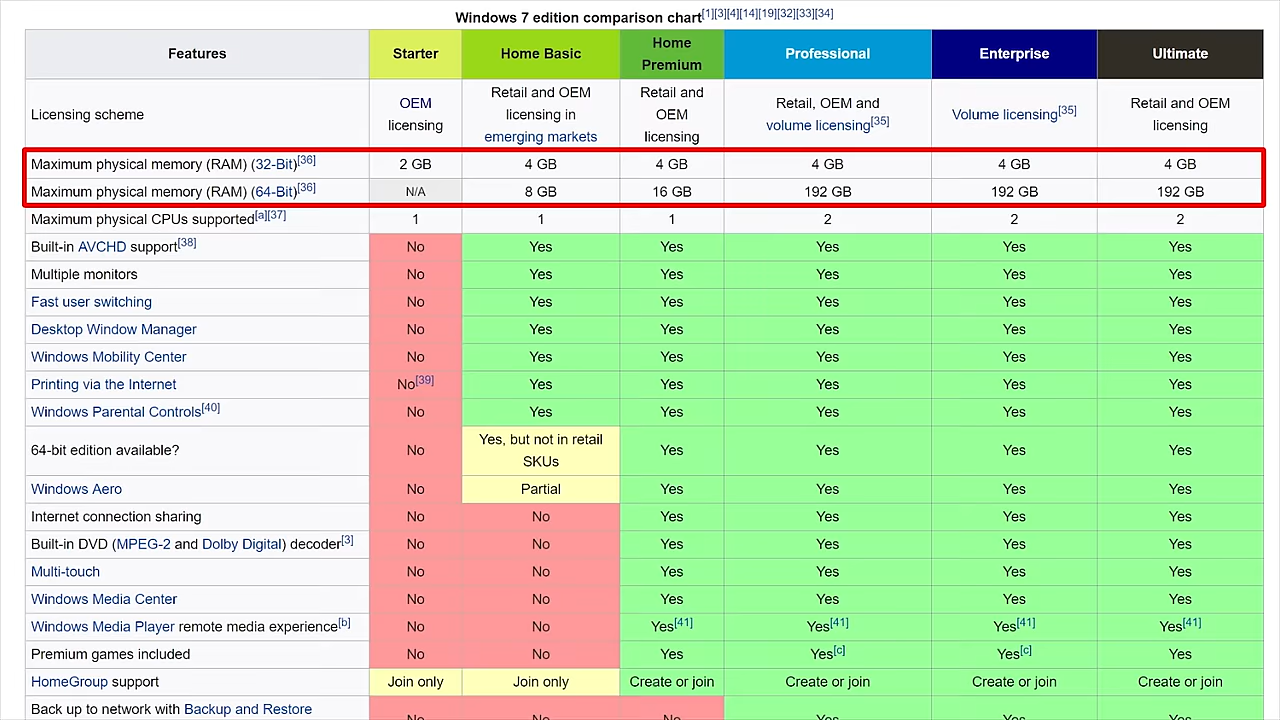 Windows 7 edition comparison chart[1][3][4][14][19][32][33][34]
Features Starter Home Basic Home Premium Professional Enterprise Ultimate
Licensing scheme OEM licensing Retail and OEM licensing in emerging markets Retail and OEM licensing Retail, OEM and volume licensing[35] Volume licensing[35] Retail and OEM licensing
Maximum physical memory (RAM) (32-Bit)[36] 2 GB 4 GB 4 GB 4 GB 4 GB 4 GB
Maximum physical memory (RAM) (64-Bit)[36] N/A 8 GB 16 GB 192 GB 192 GB 192 GB
Maximum physical CPUs supported[a][37] 1 1 1 2 2 2
Built-in AVCHD support[38] No Yes Yes Yes Yes Yes
Multiple monitors No Yes Yes Yes Yes Yes
Fast user switching No Yes Yes Yes Yes Yes
Desktop Window Manager No Yes Yes Yes Yes Yes
Windows Mobility Center No Yes Yes Yes Yes Yes
Printing via the Internet No[39] Yes Yes Yes Yes Yes
Windows Parental Controls[40] No Yes Yes Yes Yes Yes
64-bit edition available? No Yes, but not in retail SKUs Yes Yes Yes Yes
Windows Aero No Partial Yes Yes Yes Yes
Internet connection sharing No No Yes Yes Yes Yes
Built-in DVD (MPEG-2 and Dolby Digital) decoder[3] No No Yes Yes Yes Yes
Multi-touch No No Yes Yes Yes Yes
Windows Media Center No No Yes Yes Yes Yes
Windows Media Player remote media experience[b] No No Yes[41] Yes[41] Yes[41] Yes[41]
Premium games included No No Yes Yes[c] Yes[c] Yes
HomeGroup support Join only Join only Create or join Create or join Create or join Create or join
Back up to network with Backup and Restore No No No Yes Yes Yes